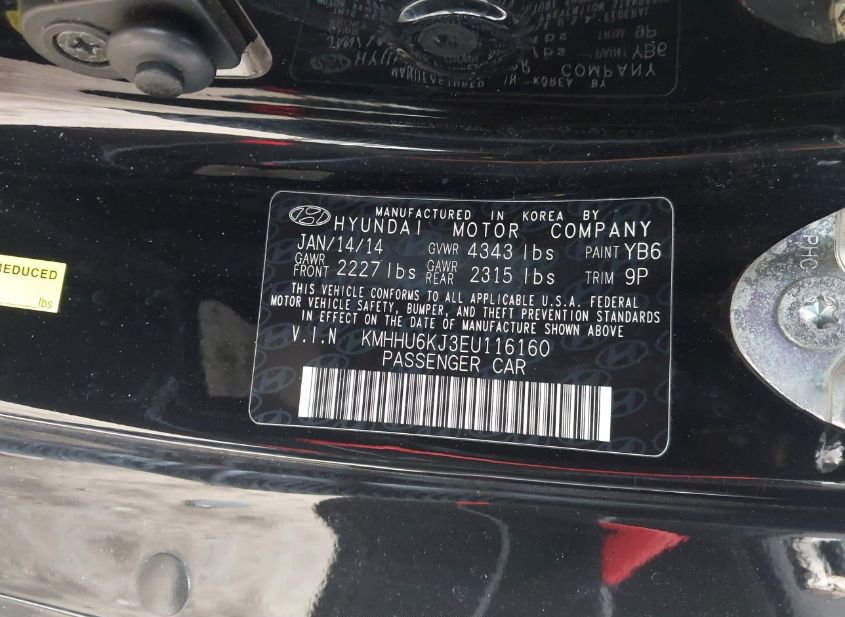 MANUFACTURED IN KOREA BY
HYUNDAI MOTOR COMPANY
JAN/14/14 GVWR 4343 lbs PAINT YB6
GAWR FRONT 2227 lbs GAWR REAR 2315 lbs TRIM 9P
THIS VEHICLE CONFORMS TO ALL APPLICABLE U.S.A. FEDERAL
MOTOR VEHICLE SAFETY, BUMPER, AND THEFT PREVENTION STANDARDS
IN EFFECT ON THE DATE OF MANUFACTURE SHOWN ABOVE
V.I.N KMHHU6KJ3EU116160
PASSENGER CAR
REDUCED
lbs
PHC